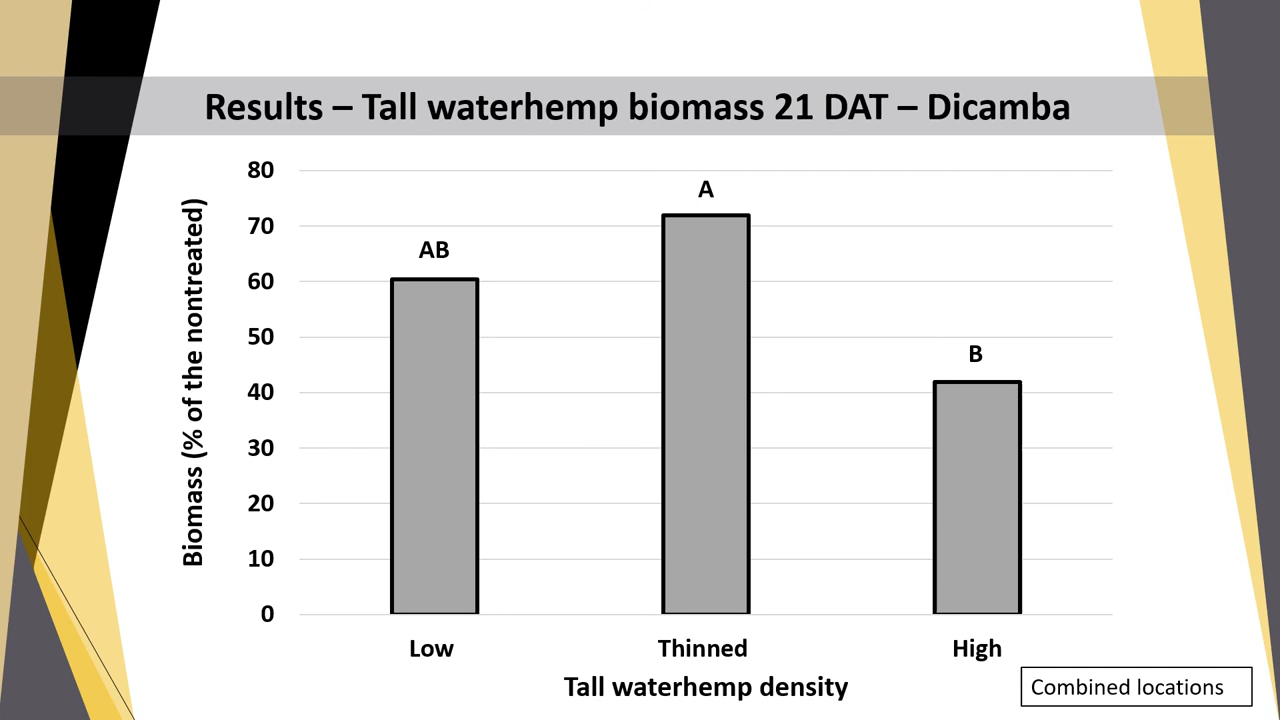 Results – Tall waterhemp biomass 21 DAT – Dicamba
Biomass (% of the nontreated)
80
70
60
50
40
30
20
10
0
AB
A
B
Low Thinned High
Tall waterhemp density
Combined locations